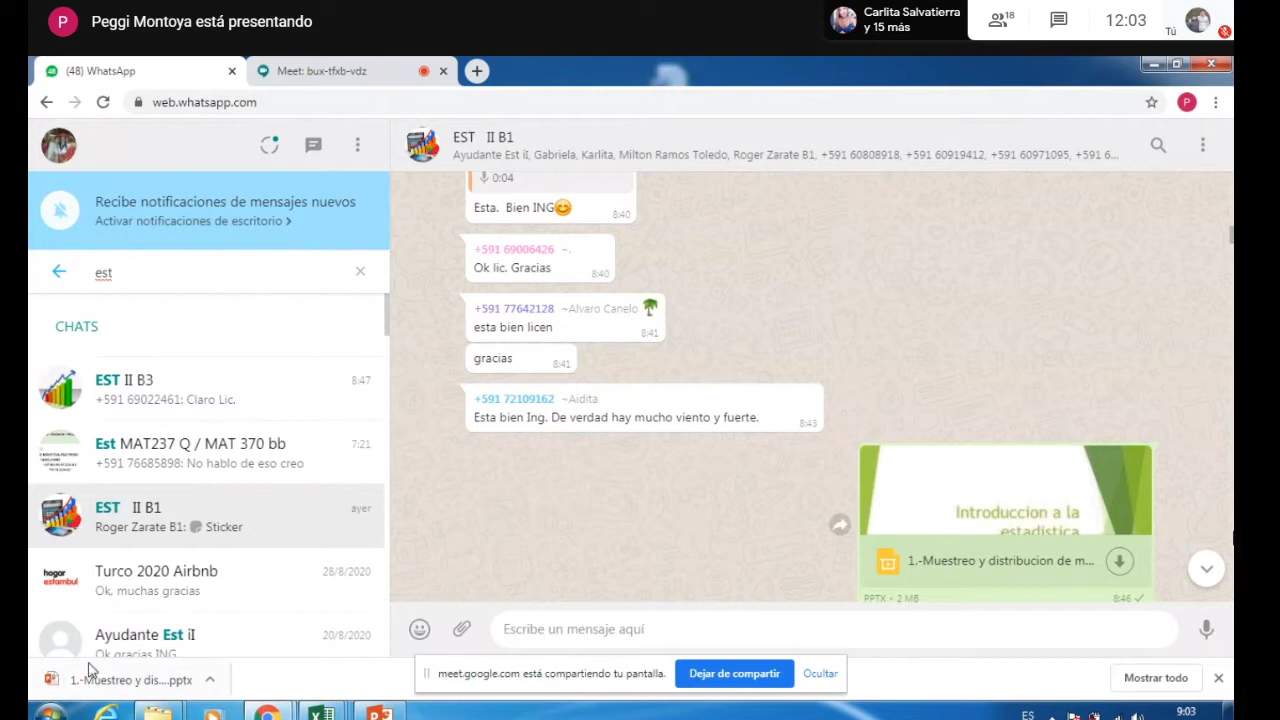 P Peggi Montoya está presentando
Carlita Salvatierra
y 15 más
18
12:03
Tú
(48) WhatsApp
Meet: bux-tfxb-vdz
web.whatsapp.com
P
EST II B1
Ayudante Est iI, Gabriela, Karlita, Milton Ramos Toledo, Roger Zarate B1, +591 60808918, +591 60919412, +591 60971095, +591 6...
Recibe notificaciones de mensajes nuevos
Activar notificaciones de escritorio
est
CHATS
EST II B3
8:47
+591 69022461: Claro Lic.
Est MAT237 Q / MAT 370 bb
7:21
+591 76685898: No hablo de eso creo
EST II B1
ayer
Roger Zarate B1: Sticker
hogar
estambul
Turco 2020 Airbnb
28/8/2020
Ok, muchas gracias
Ayudante Est iI
20/8/2020
Ok gracias ING
0:04
Esta. Bien ING😊
8:40
+591 69006426 ~.
Ok lic. Gracias
8:40
+591 77642128 ~Alvaro Canelo 🌴
esta bien licen
8:41
gracias
8:41
+591 72109162 ~Aidita
Esta bien Ing. De verdad hay mucho viento y fuerte.
8:43
Introduccion a la
estadistica
1.-Muestreo y distribucion de m...
PPTX • 2 MB
8:46
Escribe un mensaje aquí
1.-Muestreo y dis....pptx
meet.google.com está compartiendo tu pantalla.
Dejar de compartir
Ocultar
Mostrar todo
ES
9:03